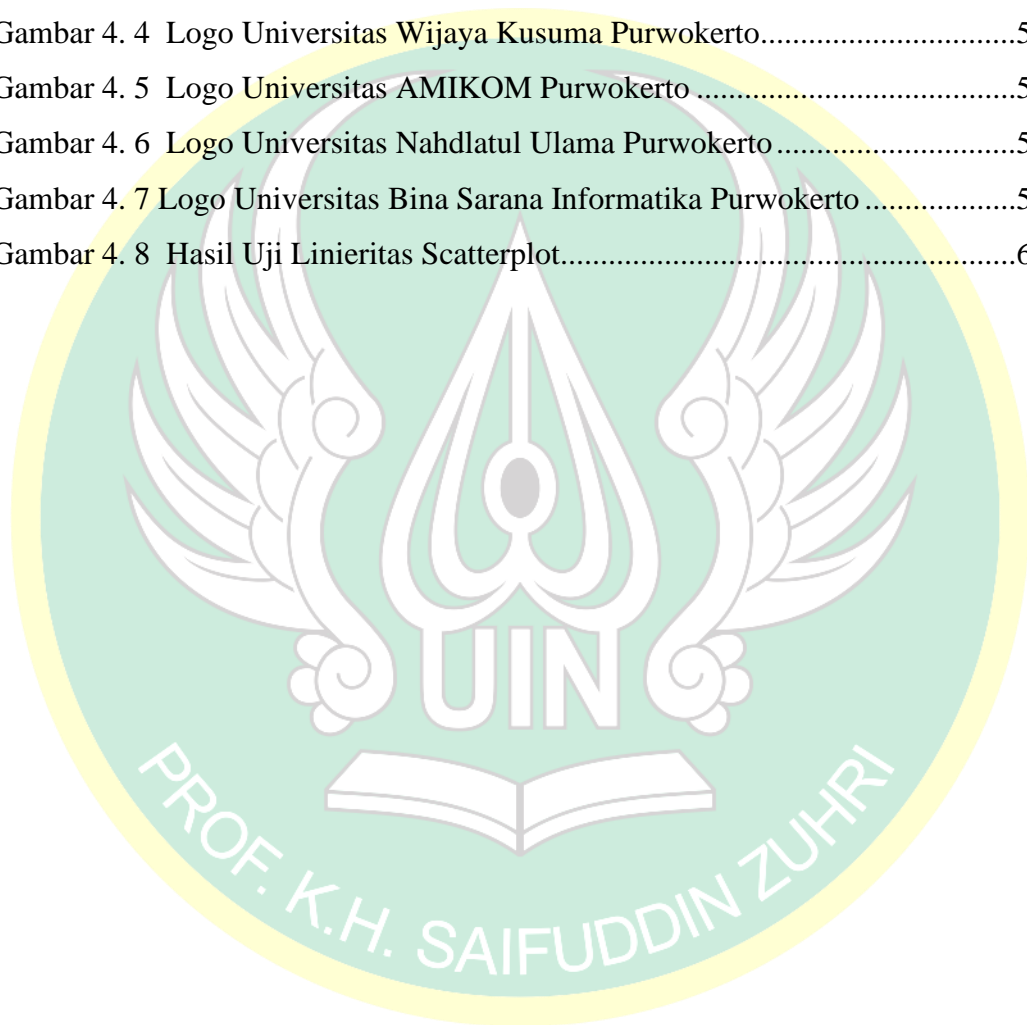 Gambar 4. 4  Logo Universitas Wijaya Kusuma Purwokerto................................5
Gambar 4. 5  Logo Universitas AMIKOM Purwokerto ........................................5
Gambar 4. 6  Logo Universitas Nahdlatul Ulama Purwokerto ..............................5
Gambar 4. 7 Logo Universitas Bina Sarana Informatika Purwokerto ...................5
Gambar 4. 8  Hasil Uji Linieritas Scatterplot.........................................................6
UIN
PROF. K.H. SAIFUDDIN ZUHRI